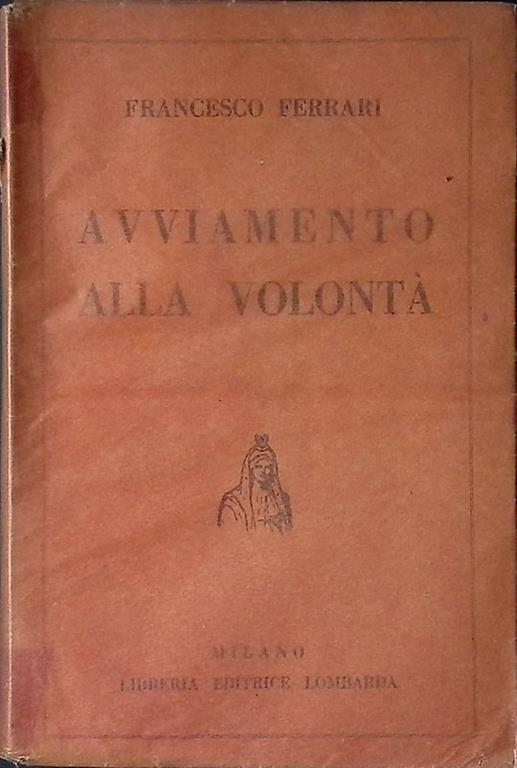 FRANCESCO FERRARI
AVVIAMENTO
ALLA VOLONTÀ
MILANO
LIBRERIA EDITRICE LOMBARDA